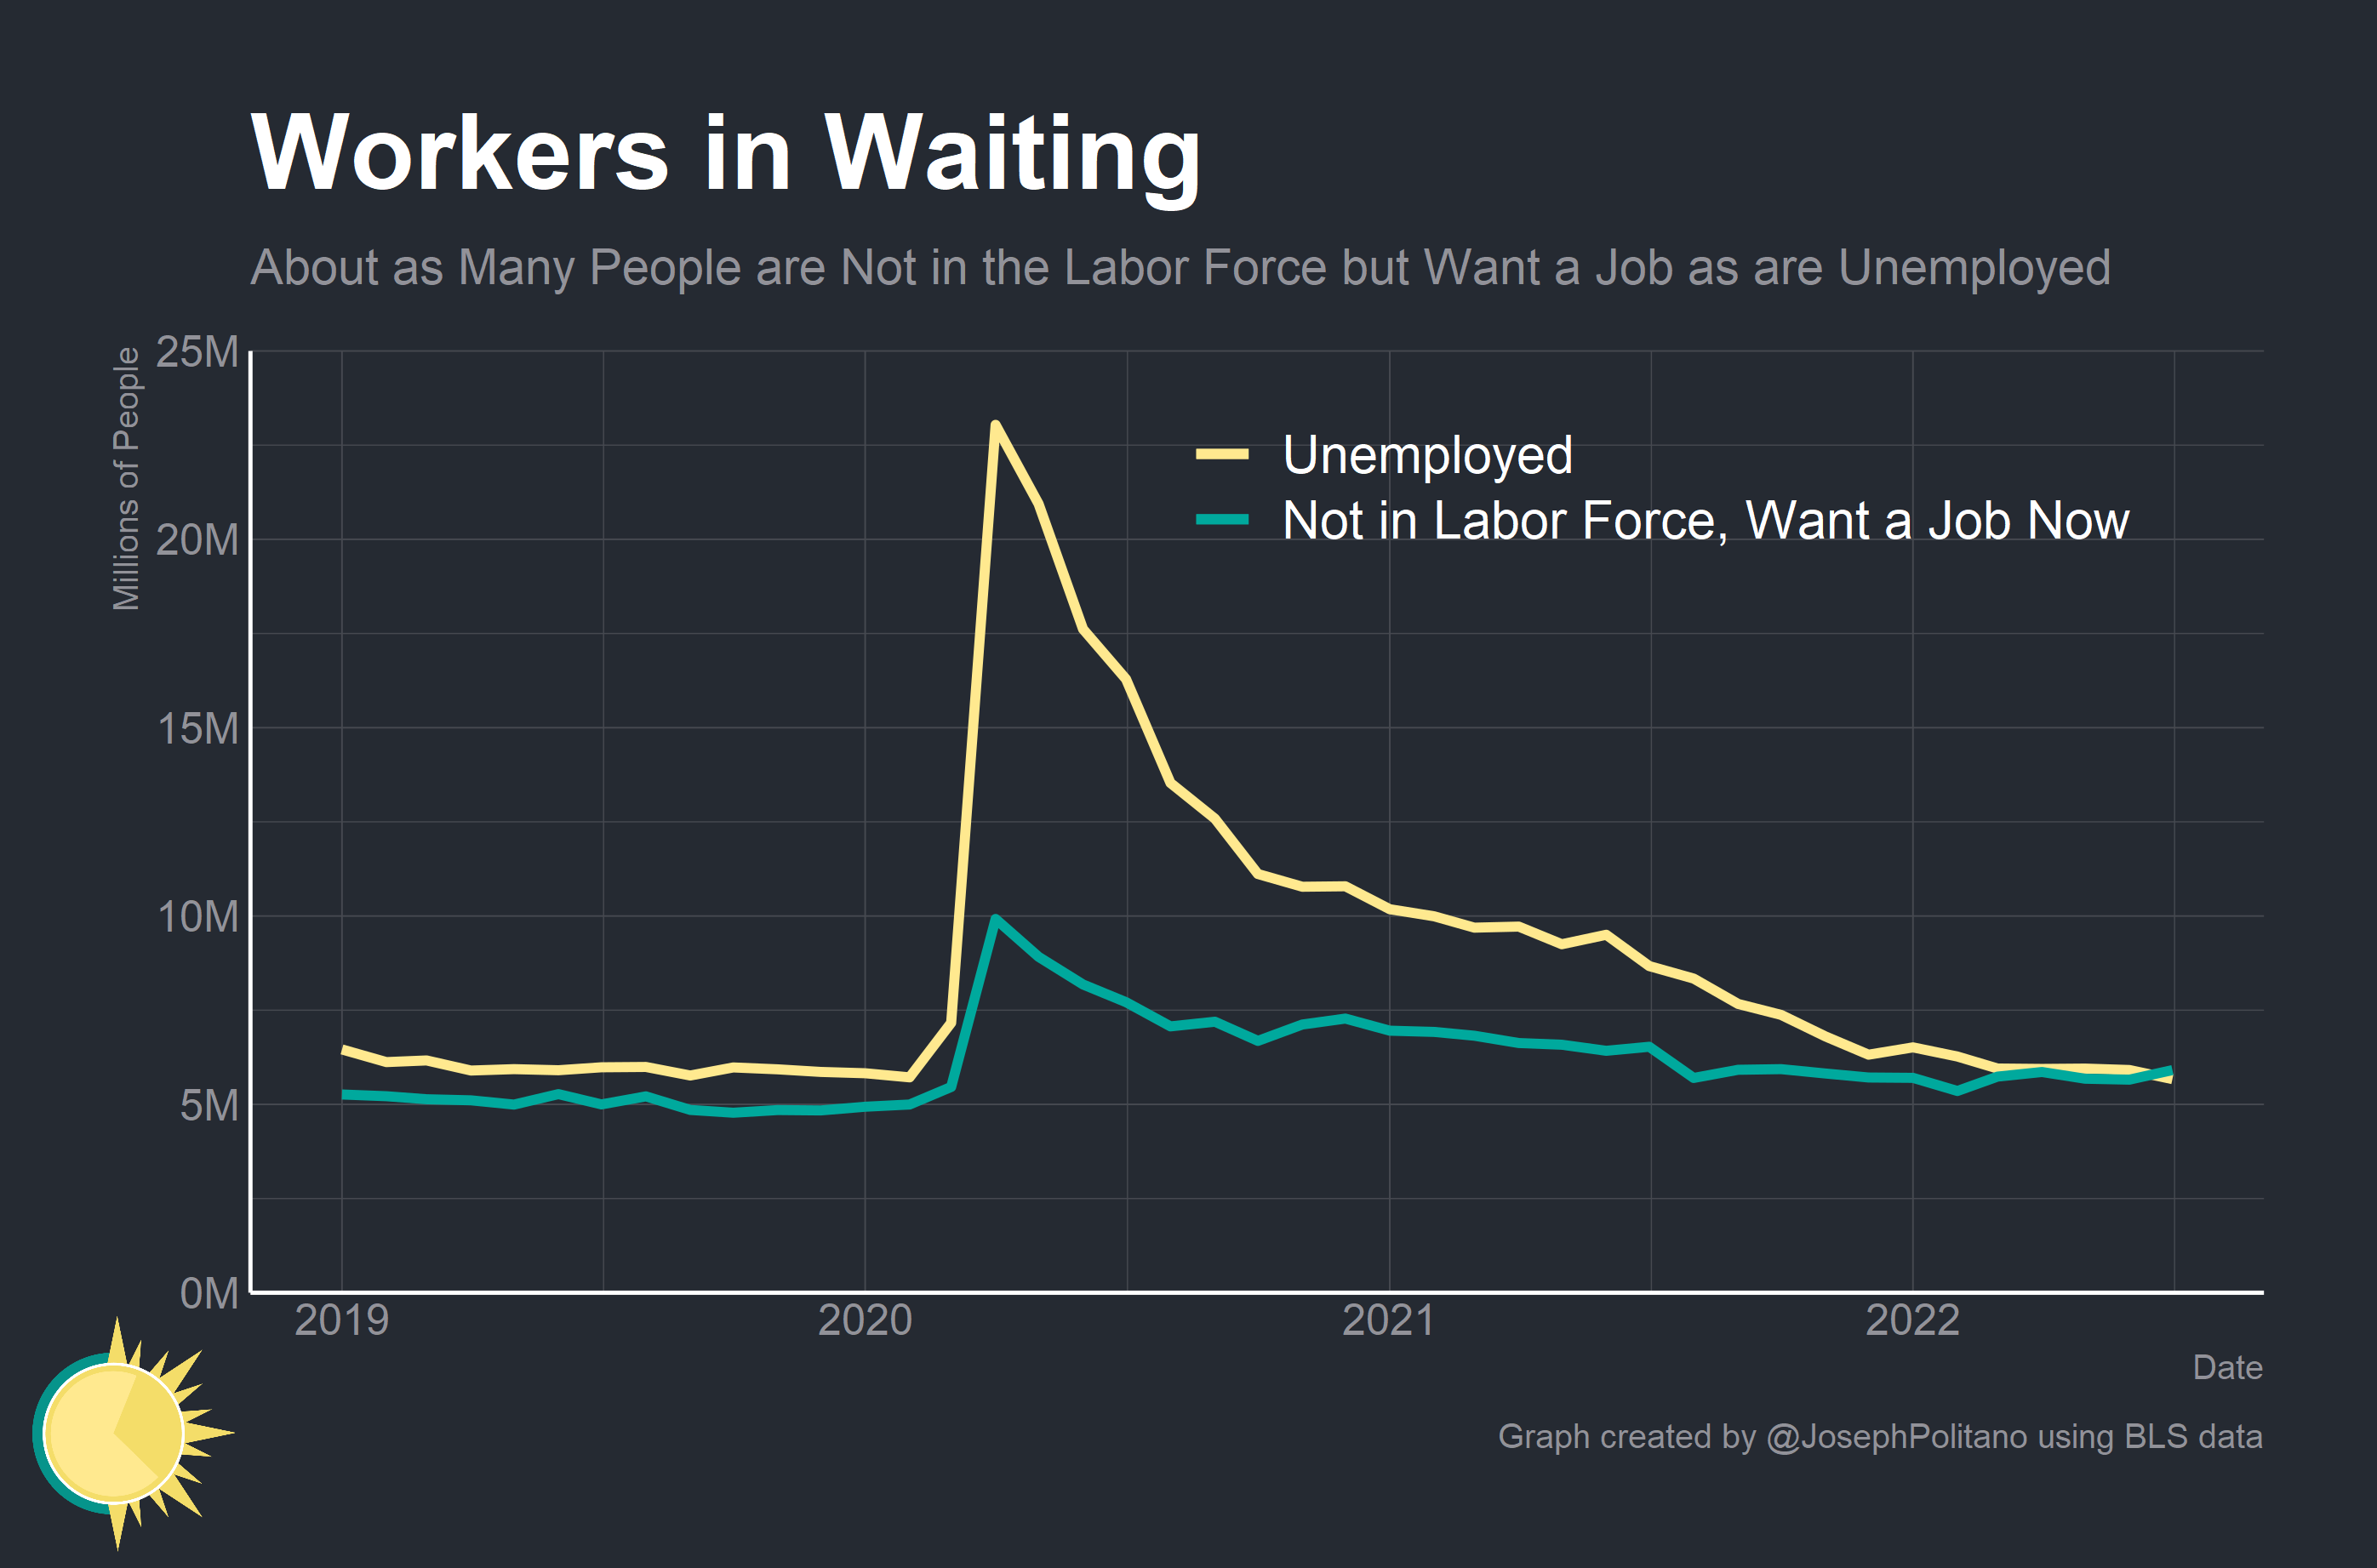 Workers in Waiting
About as Many People are Not in the Labor Force but Want a Job as are Unemployed
Millions of People
25M
20M
15M
10M
5M
0M
Unemployed
Not in Labor Force, Want a Job Now
2019
2020
2021
2022
Date
Graph created by @JosephPolitano using BLS data